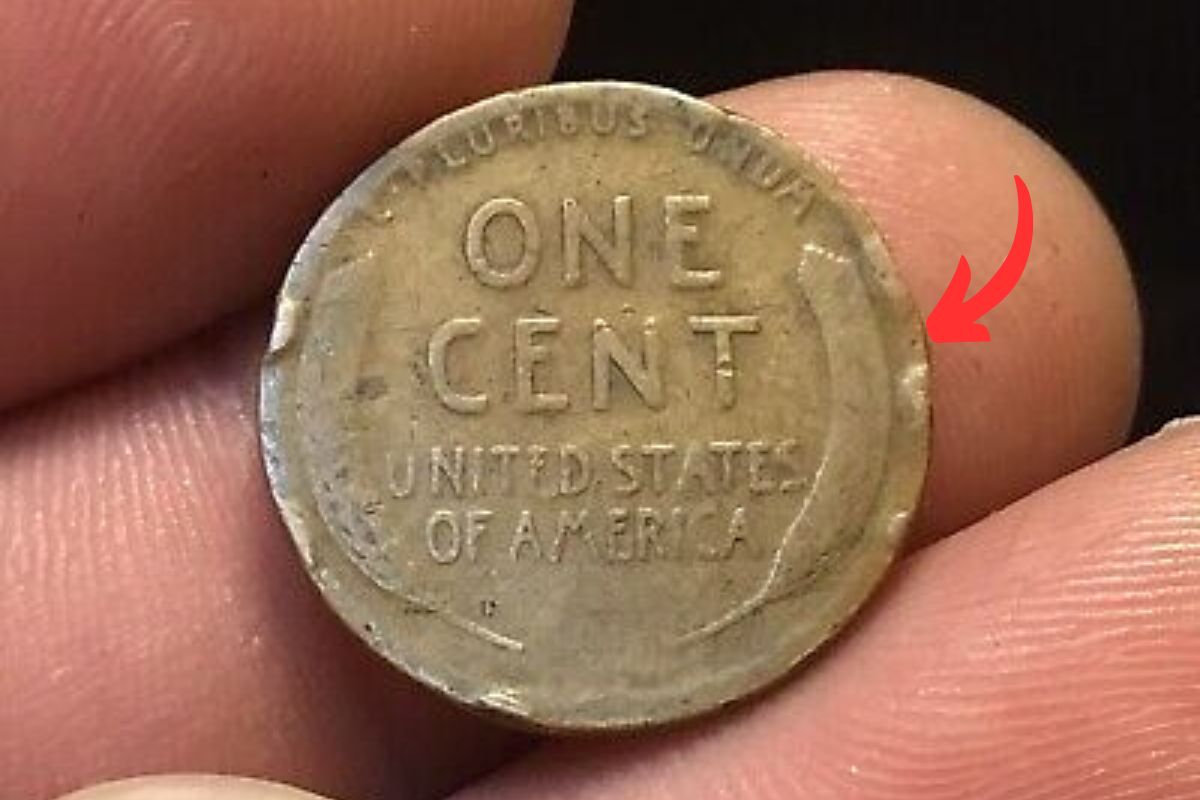 E·PLURIBUS UNUM
ONE
CENT
UNITED STATES
OF AMERICA